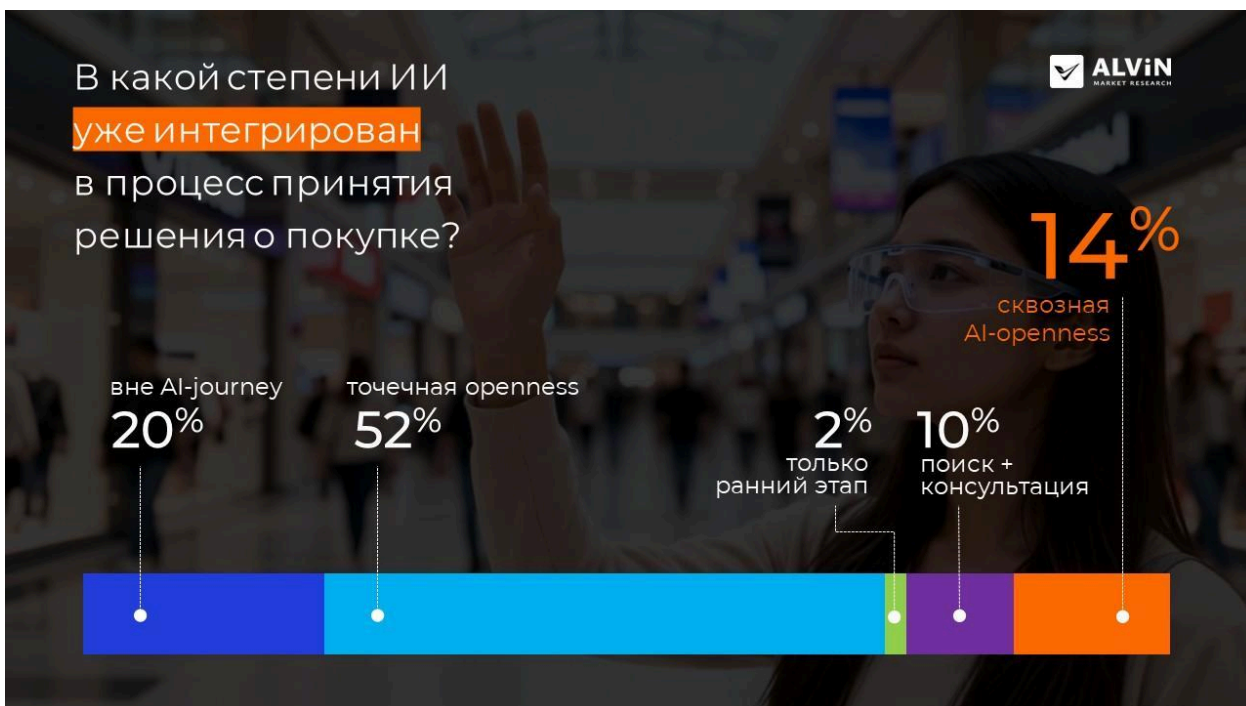 В какой степени ИИ
уже интегрирован
в процесс принятия
решения о покупке?
ALViN
MARKET RESEARCH
14%
сквозная
AI-openness
вне AI-journey
20%
точечная openness
52%
2%
только
ранний этап
10%
поиск +
консультация